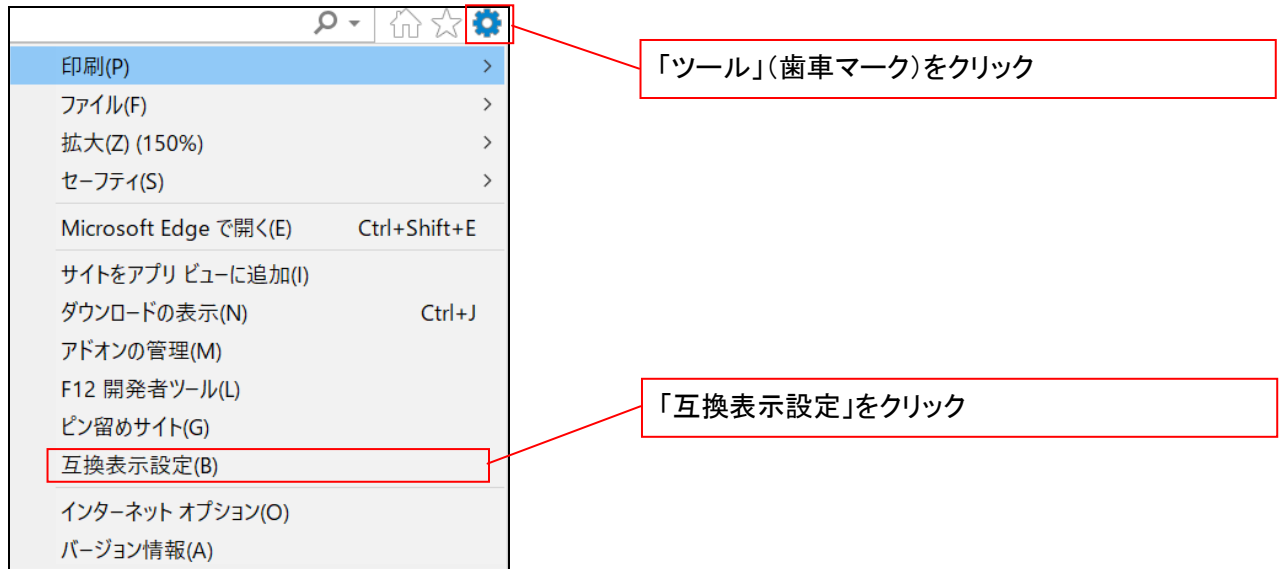 「ツール」(歯車マーク)をクリック
印刷(P)
ファイル(F)
拡大(Z) (150%)
セーフティ(S)
Microsoft Edge で開く(E) Ctrl+Shift+E
サイトをアプリ ビューに追加(I)
ダウンロードの表示(N) Ctrl+J
アドオンの管理(M)
F12 開発者ツール(L)
ピン留めサイト(G)
互換表示設定(B)
「互換表示設定」をクリック
インターネット オプション(O)
バージョン情報(A)